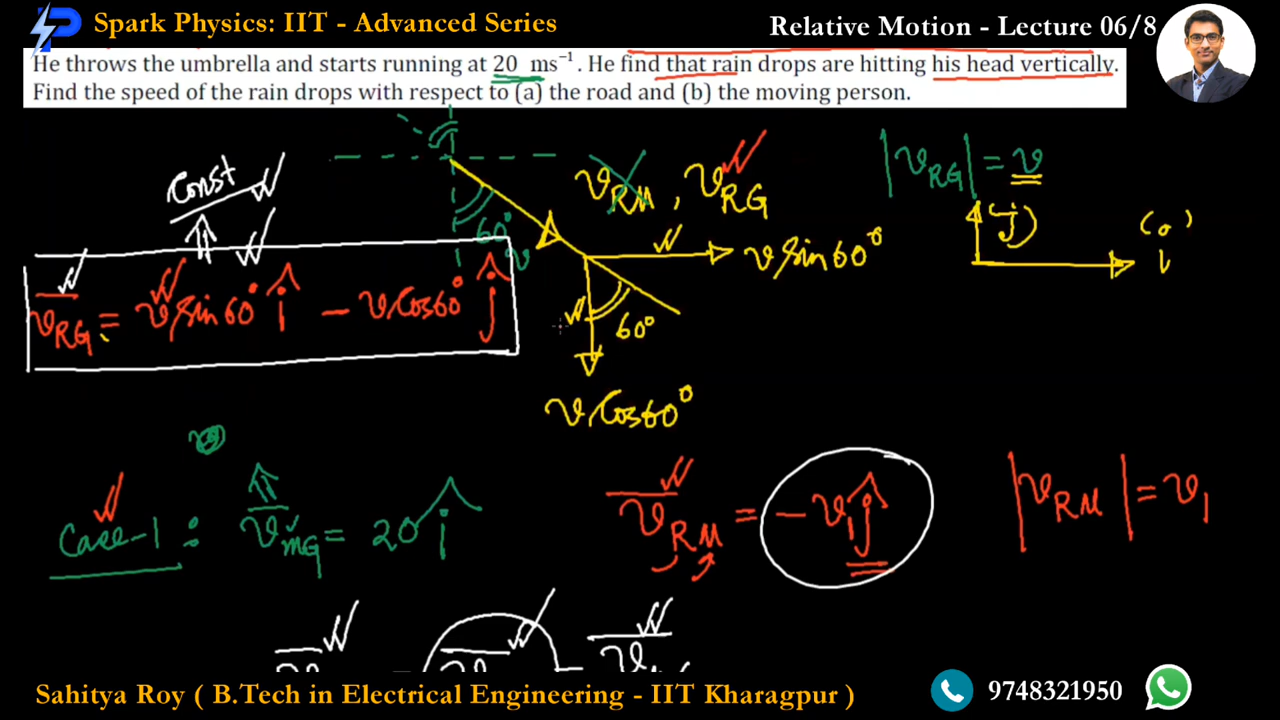 Spark Physics: IIT - Advanced Series
Relative Motion - Lecture 06/8
He throws the umbrella and starts running at 20 ms⁻¹. He find that rain drops are hitting his head vertically.
Find the speed of the rain drops with respect to (a) the road and (b) the moving person.
Const
v_RM , v_RG
|v_RG| = v
(j)
(i)
60°
v
v sin60°
v_RG = v sin60° î − v cos60° ĵ
60°
v cos60°
Case-1 : v_mG = 20 î
v_RM = − v₁ ĵ
|v_RM| = v₁
Sahitya Roy ( B.Tech in Electrical Engineering - IIT Kharagpur )
9748321950